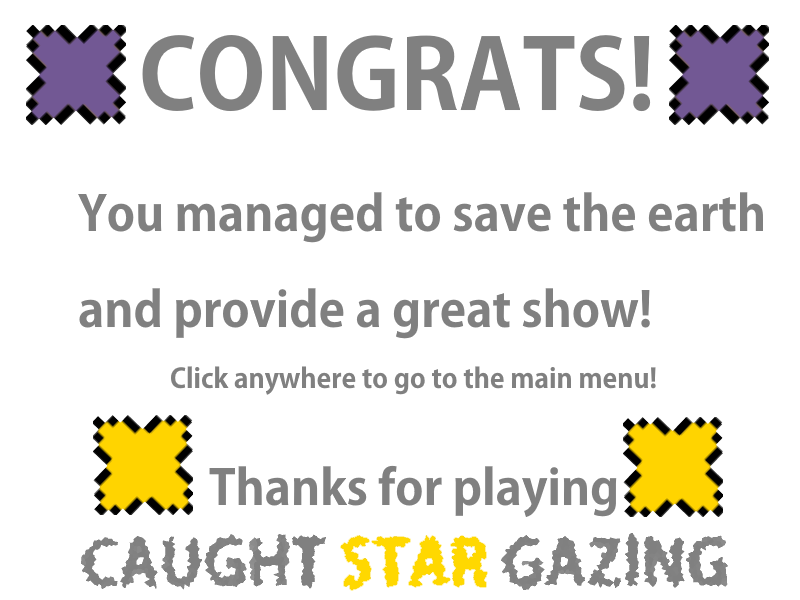 CONGRATS!
You managed to save the earth
and provide a great show!
Click anywhere to go to the main menu!
Thanks for playing
CAUGHT STAR GAZING